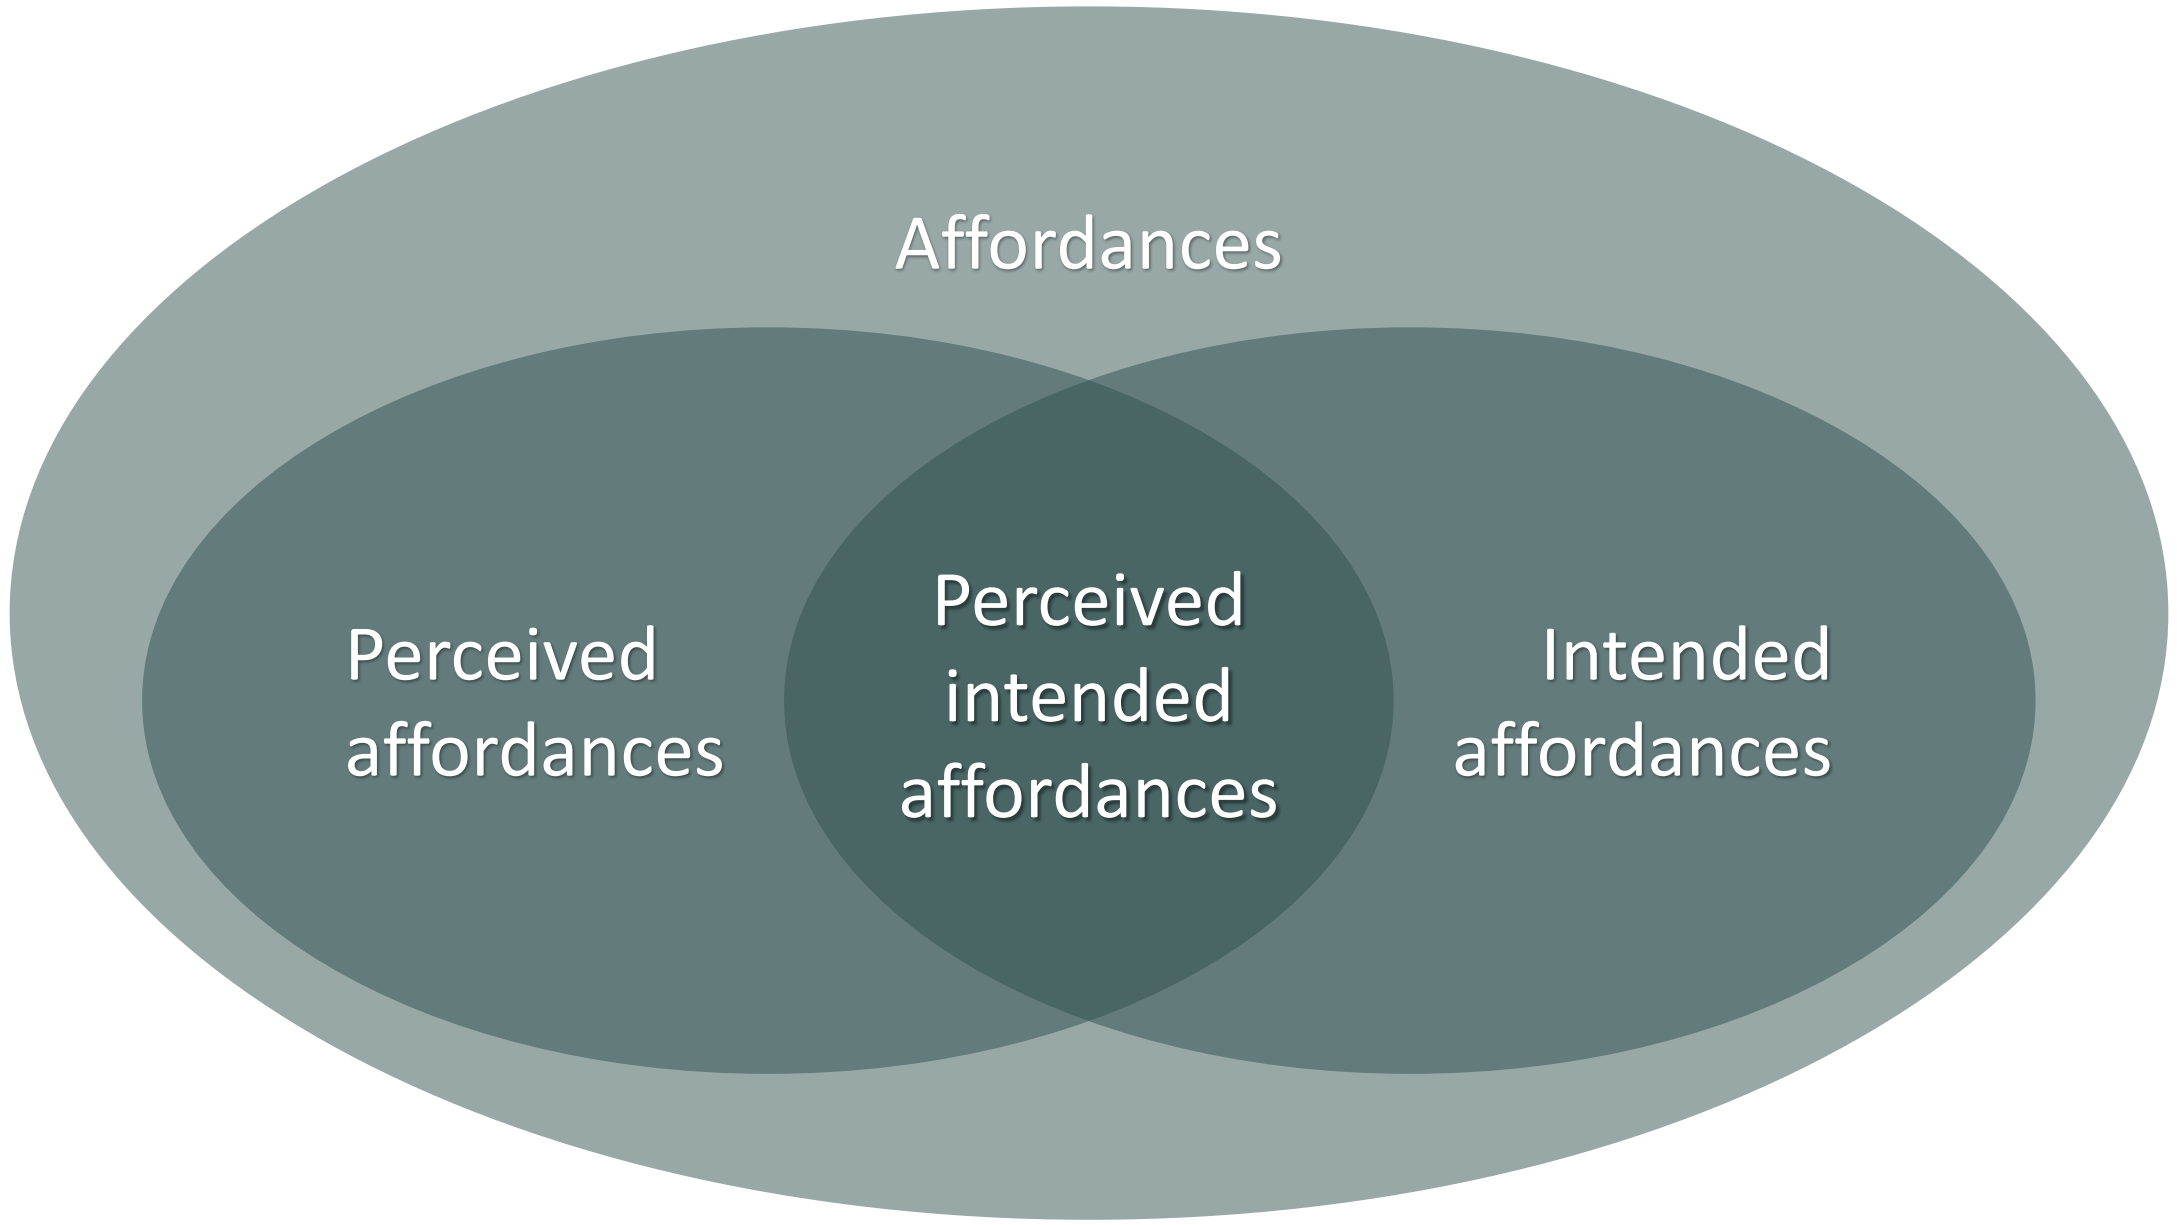 Affordances
Perceived
affordances
Perceived
intended
affordances
Intended
affordances